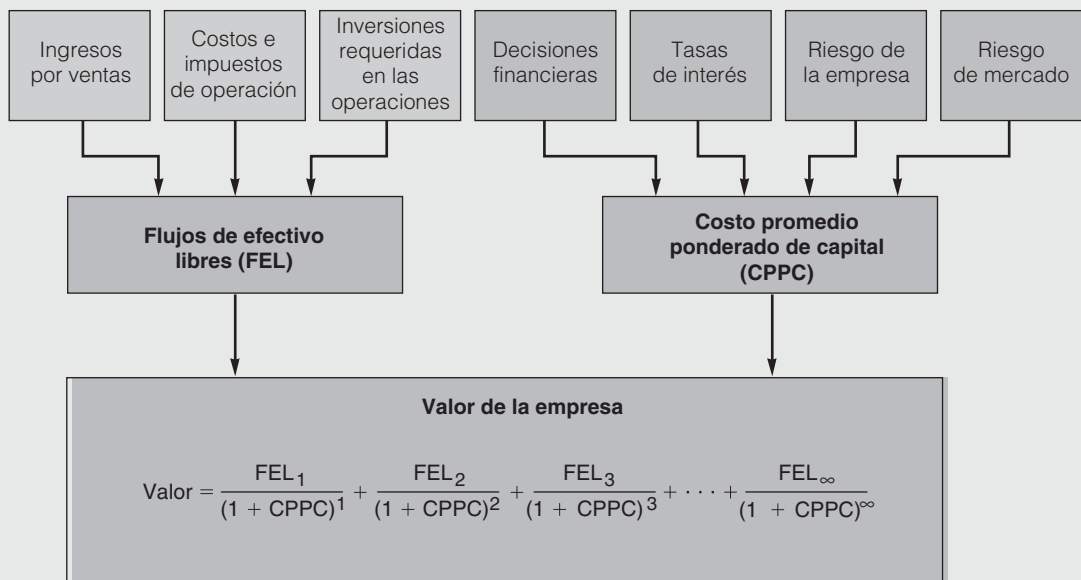 Ingresos
por ventas
Costos e
impuestos
de operación
Inversiones
requeridas
en las
operaciones
Decisiones
financieras
Tasas
de interés
Riesgo de
la empresa
Riesgo
de mercado
Flujos de efectivo
libres (FEL)
Costo promedio
ponderado de capital
(CPPC)
Valor de la empresa
Valor = FEL₁/(1 + CPPC)¹ + FEL₂/(1 + CPPC)² + FEL₃/(1 + CPPC)³ + · · · + FEL∞/(1 + CPPC)^∞